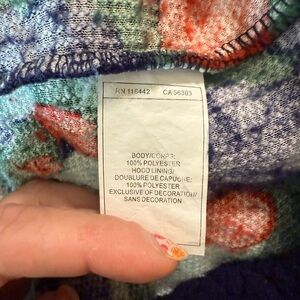 RN 116442 CA 56303
BODY/CORPS:
100% POLYESTER
HOOD LINING/
DOUBLURE DE CAPUCHE:
100% POLYESTER
EXCLUSIVE OF DECORATION/
SANS DECORATION